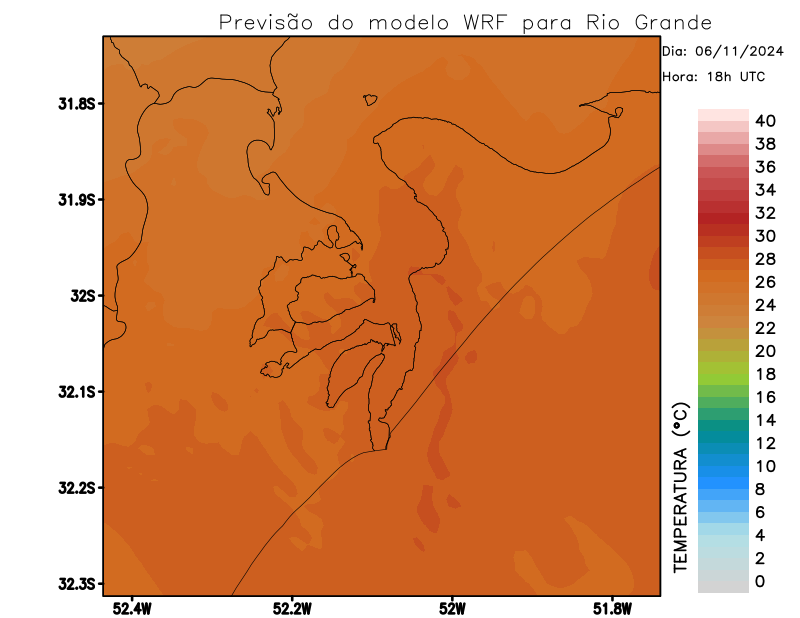 Previsão do modelo WRF para Rio Grande
Dia: 06/11/2024
Hora: 18h UTC
31.8S
31.9S
32S
32.1S
32.2S
32.3S
52.4W
52.2W
52W
51.8W
TEMPERATURA (°C)
40
38
36
34
32
30
28
26
24
22
20
18
16
14
12
10
8
6
4
2
0